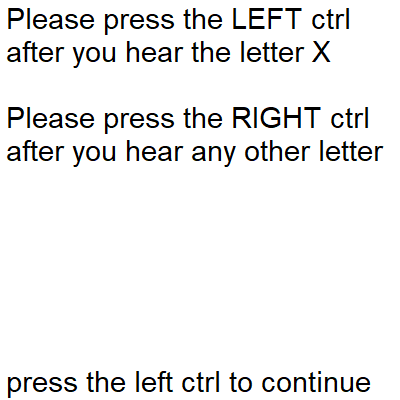 Please press the LEFT ctrl
after you hear the letter X
Please press the RIGHT ctrl
after you hear any other letter
press the left ctrl to continue